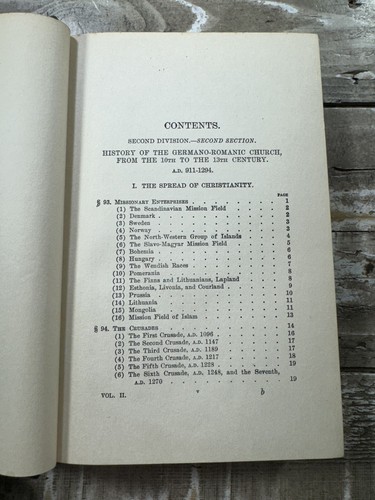 CONTENTS.
SECOND DIVISION.—SECOND SECTION.
HISTORY OF THE GERMANO-ROMANIC CHURCH,
FROM THE 10TH TO THE 13TH CENTURY.
A.D. 911-1294.
I. THE SPREAD OF CHRISTIANITY.
PAGE
§ 93. MISSIONARY ENTERPRISES . . . 1
(1) The Scandinavian Mission Field . . . 2
(2) Denmark . . . 2
(3) Sweden . . . 3
(4) Norway . . . 3
(5) The North-Western Group of Islands . . . 4
(6) The Slavo-Magyar Mission Field . . . 5
(7) Bohemia . . . 6
(8) Hungary . . . 6
(9) The Wendish Races . . . 7
(10) Pomerania . . . 8
(11) The Finns and Lithuanians, Lapland . . . 8
(12) Esthonia, Livonia, and Courland . . . 9
(13) Prussia . . . 10
(14) Lithuania . . . 11
(15) Mongolia . . . 11
(16) Mission Field of Islam . . . 13
§ 94. THE CRUSADES . . . 14
(1) The First Crusade, A.D. 1096 . . . 16
(2) The Second Crusade, A.D. 1147 . . . 16
(3) The Third Crusade, A.D. 1189 . . . 17
(4) The Fourth Crusade, A.D. 1217 . . . 18
(5) The Fifth Crusade, A.D. 1228 . . . 18
(6) The Sixth Crusade, A.D. 1248, and the Seventh,
A.D. 1270 . . . 19
VOL. II. v b